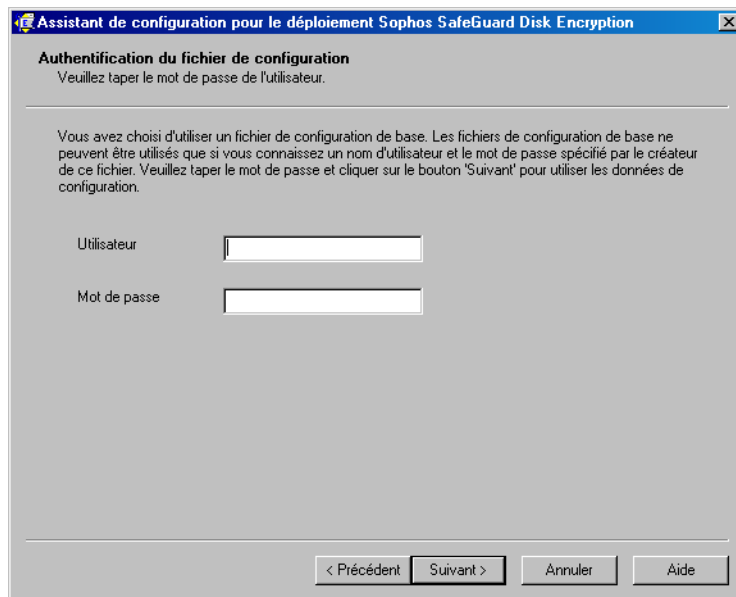 Assistant de configuration pour le déploiement Sophos SafeGuard Disk Encryption
Authentification du fichier de configuration
Veuillez taper le mot de passe de l'utilisateur.
Vous avez choisi d'utiliser un fichier de configuration de base. Les fichiers de configuration de base ne
peuvent être utilisés que si vous connaissez un nom d'utilisateur et le mot de passe spécifié par le créateur
de ce fichier. Veuillez taper le mot de passe et cliquer sur le bouton 'Suivant' pour utiliser les données de
configuration.
Utilisateur
Mot de passe
< Précédent Suivant > Annuler Aide